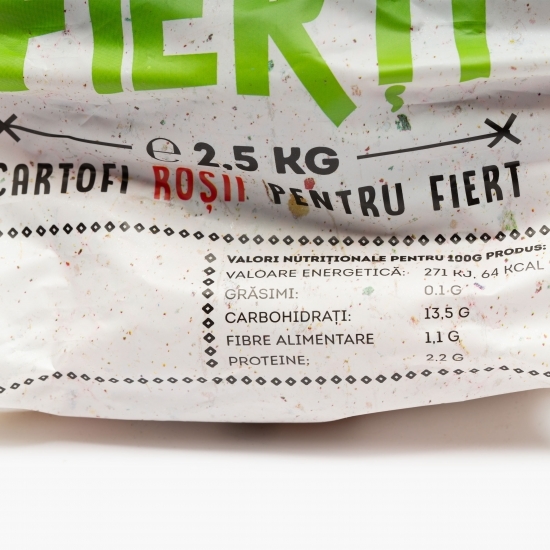 FIERȚI
℮ 2.5 KG
CARTOFI ROȘII PENTRU FIERT
VALORI NUTRIȚIONALE PENTRU 100G PRODUS:
VALOARE ENERGETICĂ: 271 KJ, 64 KCAL
GRĂSIMI: 0.1 G
CARBOHIDRAȚI: 13,5 G
FIBRE ALIMENTARE 1,1 G
PROTEINE: 2.2 G